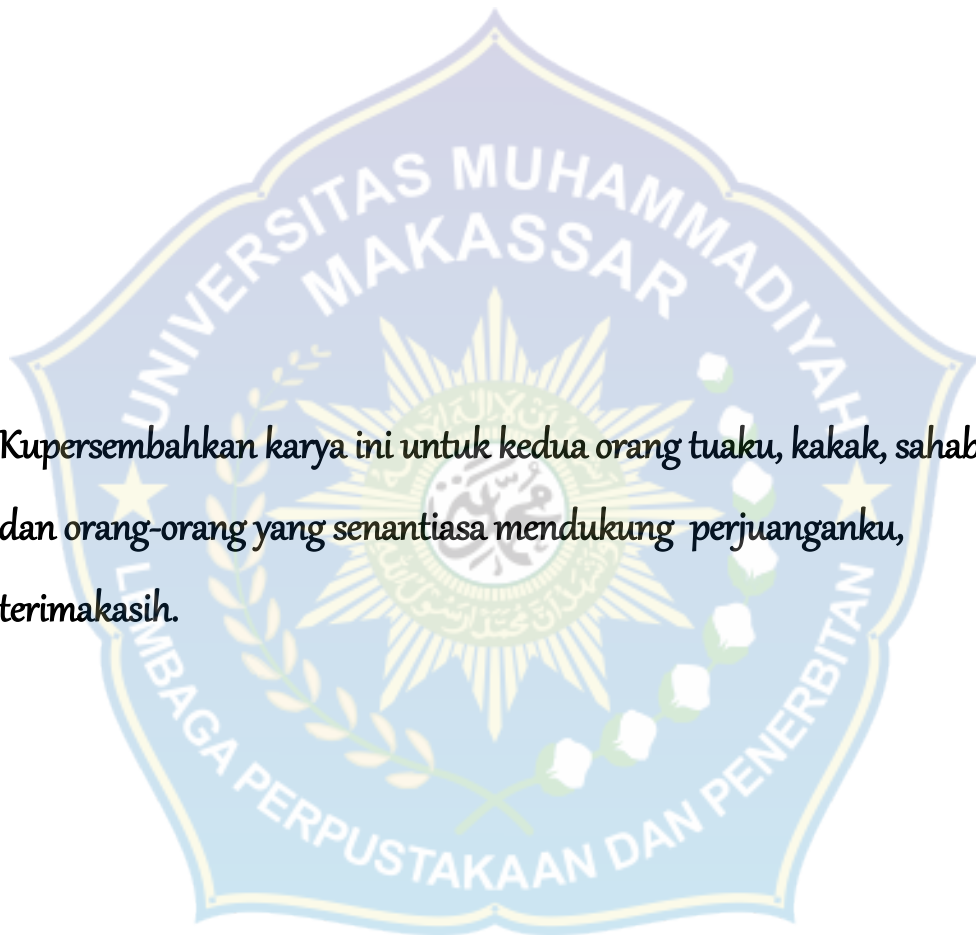 UNIVERSITAS MUHAMMADIYAH
MAKASSAR
Kupersembahkan karya ini untuk kedua orang tuaku, kakak, sahab
dan orang-orang yang senantiasa mendukung perjuanganku,
terimakasih.
LEMBAGA PERPUSTAKAAN DAN PENERBITAN